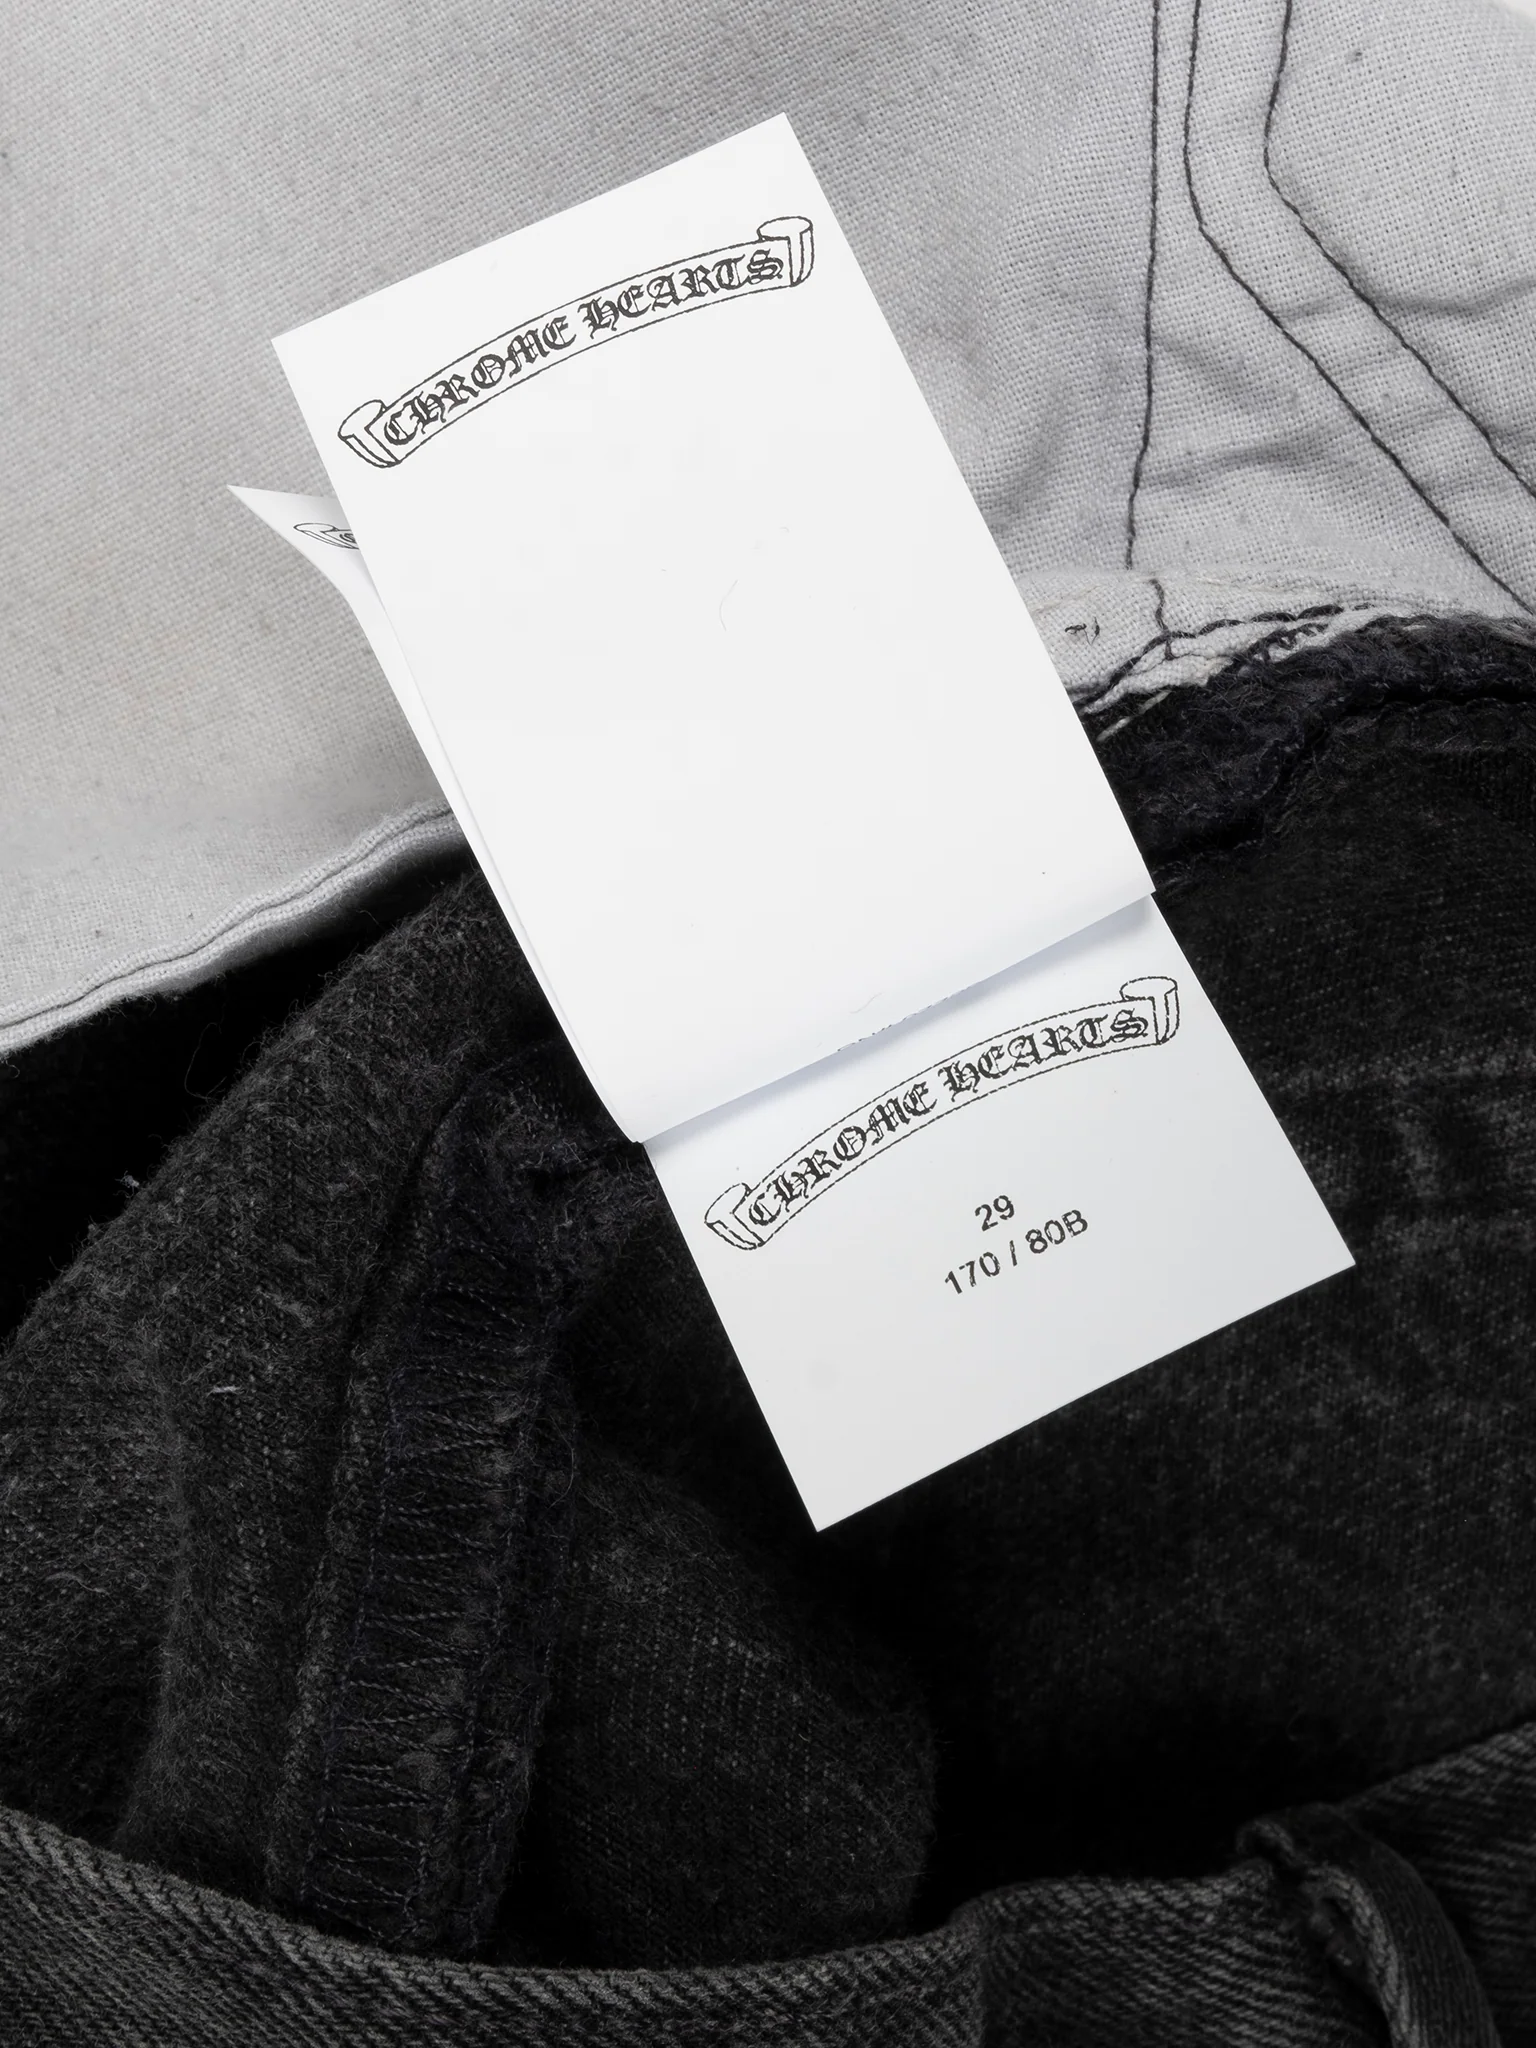 CHROME HEARTS
CHROME HEARTS
29
170 / 80B